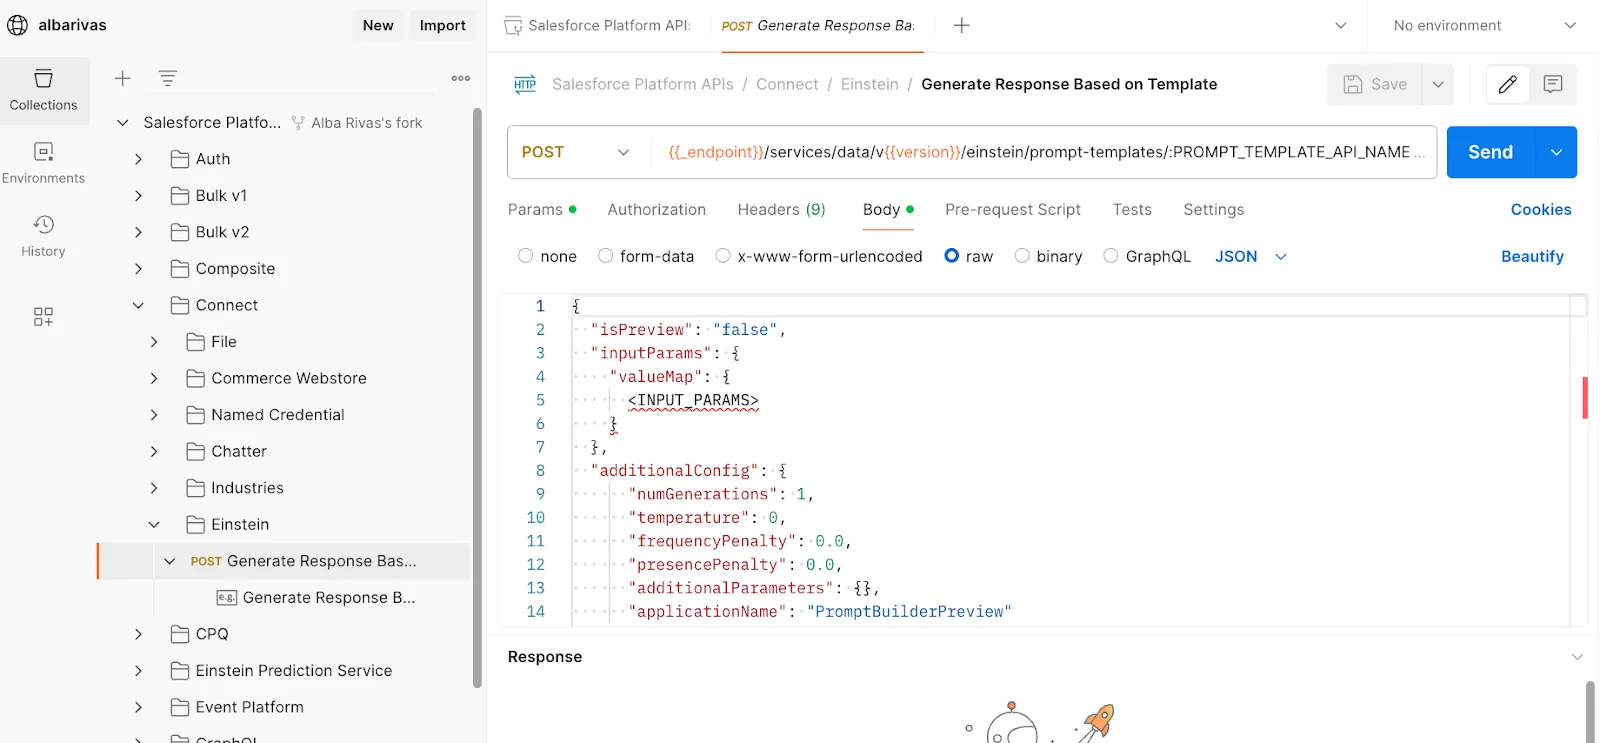 albarivas
New
Import
Collections
Environments
History
Salesforce Platfo...
Alba Rivas's fork
Auth
Bulk v1
Bulk v2
Composite
Connect
File
Commerce Webstore
Named Credential
Chatter
Industries
Einstein
POST Generate Response Bas...
e.g. Generate Response B...
CPQ
Einstein Prediction Service
Event Platform
GraphQL
Salesforce Platform APIs
POST Generate Response Ba
No environment
HTTP
Salesforce Platform APIs / Connect / Einstein / Generate Response Based on Template
Save
POST
{{_endpoint}}/services/data/v{{version}}/einstein/prompt-templates/:PROMPT_TEMPLATE_API_NAME ...
Send
Params
Authorization
Headers (9)
Body
Pre-request Script
Tests
Settings
Cookies
none
form-data
x-www-form-urlencoded
raw
binary
GraphQL
JSON
Beautify
1 {
2 "isPreview": "false",
3 "inputParams": {
4 "valueMap": {
5 <INPUT_PARAMS>
6 }
7 },
8 "additionalConfig": {
9 "numGenerations": 1,
10 "temperature": 0,
11 "frequencyPenalty": 0.0,
12 "presencePenalty": 0.0,
13 "additionalParameters": {},
14 "applicationName": "PromptBuilderPreview"
Response